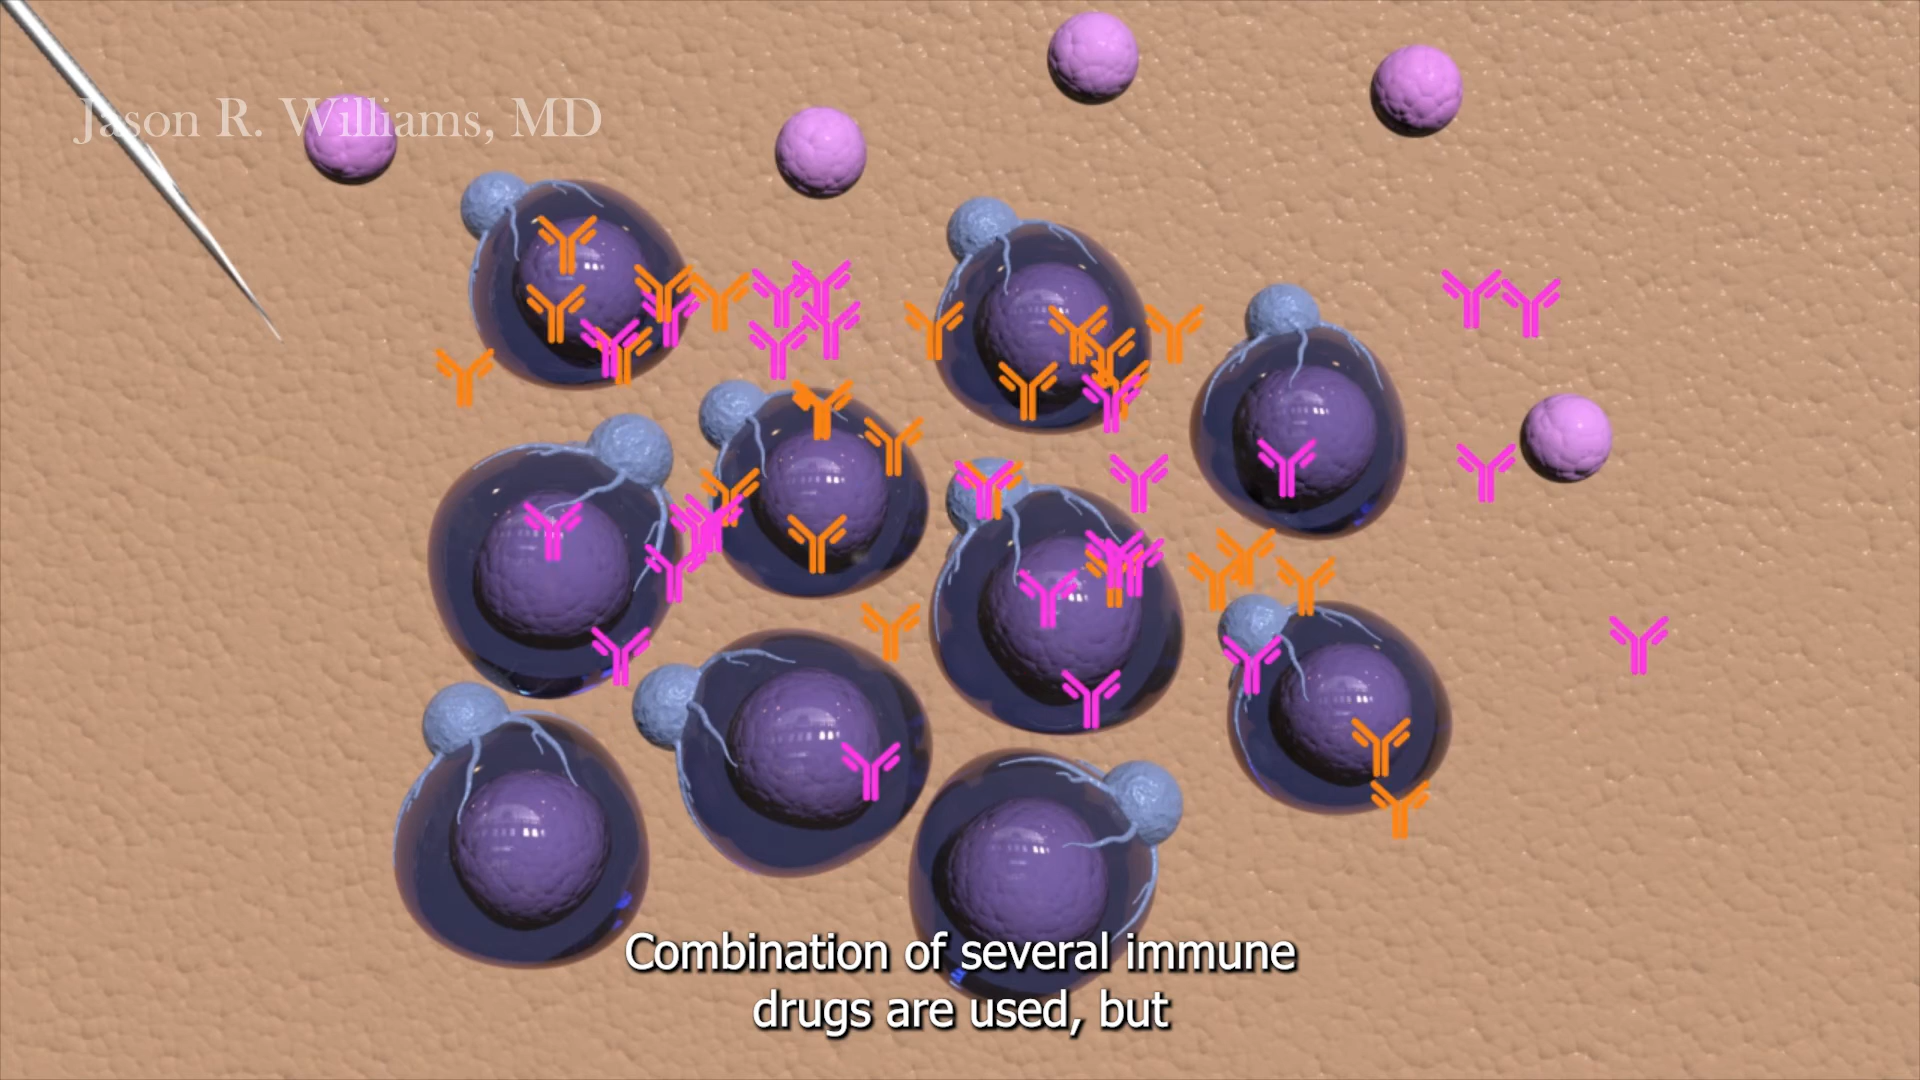 Jason R. Williams, MD
Combination of several immune
drugs are used, but